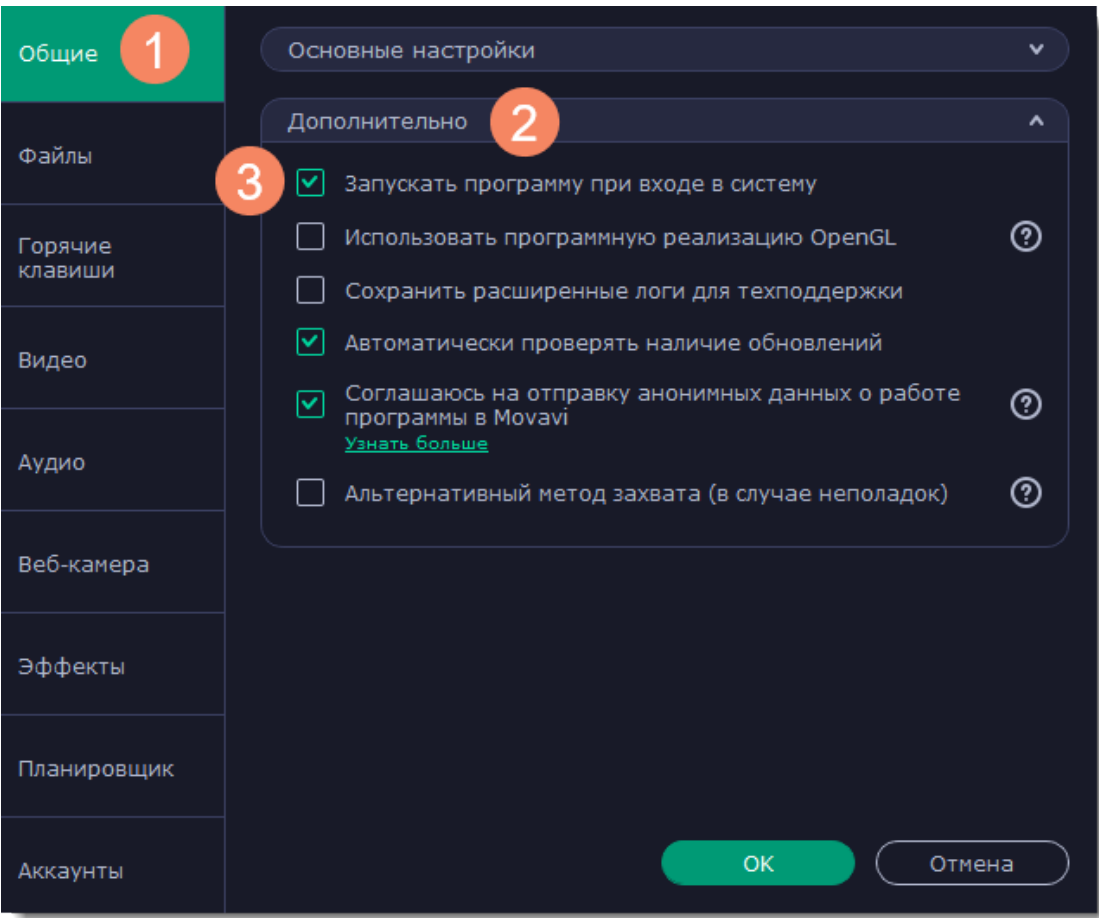 Общие
1
Файлы
Горячие
клавиши
Видео
Аудио
Веб-камера
Эффекты
Планировщик
Аккаунты
Основные настройки
Дополнительно
2
3
Запускать программу при входе в систему
Использовать программную реализацию OpenGL
?
Сохранить расширенные логи для техподдержки
Автоматически проверять наличие обновлений
Соглашаюсь на отправку анонимных данных о работе
программы в Movavi
?
Узнать больше
Альтернативный метод захвата (в случае неполадок)
?
OK
Отмена